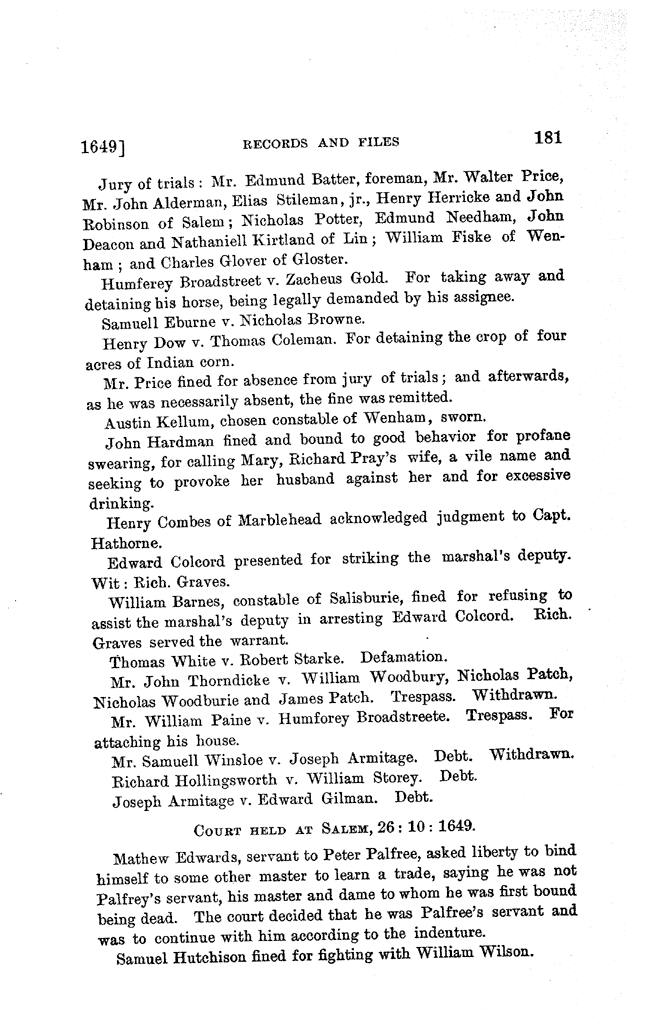 1649] RECORDS AND FILES 181
Jury of trials : Mr. Edmund Batter, foreman, Mr. Walter Price,
Mr. John Alderman, Elias Stileman, jr., Henry Herricke and John
Robinson of Salem ; Nicholas Potter, Edmund Needham, John
Deacon and Nathaniell Kirtland of Lin ; William Fiske of Wen-
ham ; and Charles Glover of Gloster.
Humferey Broadstreet v. Zacheus Gold. For taking away and
detaining his horse, being legally demanded by his assignee.
Samuell Eburne v. Nicholas Browne.
Henry Dow v. Thomas Coleman. For detaining the crop of four
acres of Indian corn.
Mr. Price fined for absence from jury of trials ; and afterwards,
as he was necessarily absent, the fine was remitted.
Austin Kellum, chosen constable of Wenham, sworn.
John Hardman fined and bound to good behavior for profane
swearing, for calling Mary, Richard Pray's wife, a vile name and
seeking to provoke her husband against her and for excessive
drinking.
Henry Combes of Marblehead acknowledged judgment to Capt.
Hathorne.
Edward Colcord presented for striking the marshal's deputy.
Wit : Rich. Graves.
William Barnes, constable of Salisburie, fined for refusing to
assist the marshal's deputy in arresting Edward Colcord. Rich.
Graves served the warrant.
Thomas White v. Robert Starke. Defamation.
Mr. John Thorndicke v. William Woodbury, Nicholas Patch,
Nicholas Woodburie and James Patch. Trespass. Withdrawn.
Mr. William Paine v. Humforey Broadstreete. Trespass. For
attaching his house.
Mr. Samuell Winsloe v. Joseph Armitage. Debt. Withdrawn.
Richard Hollingsworth v. William Storey. Debt.
Joseph Armitage v. Edward Gilman. Debt.
COURT HELD AT SALEM, 26 : 10 : 1649.
Mathew Edwards, servant to Peter Palfree, asked liberty to bind
himself to some other master to learn a trade, saying he was not
Palfrey's servant, his master and dame to whom he was first bound
being dead. The court decided that he was Palfree's servant and
was to continue with him according to the indenture.
Samuel Hutchison fined for fighting with William Wilson.